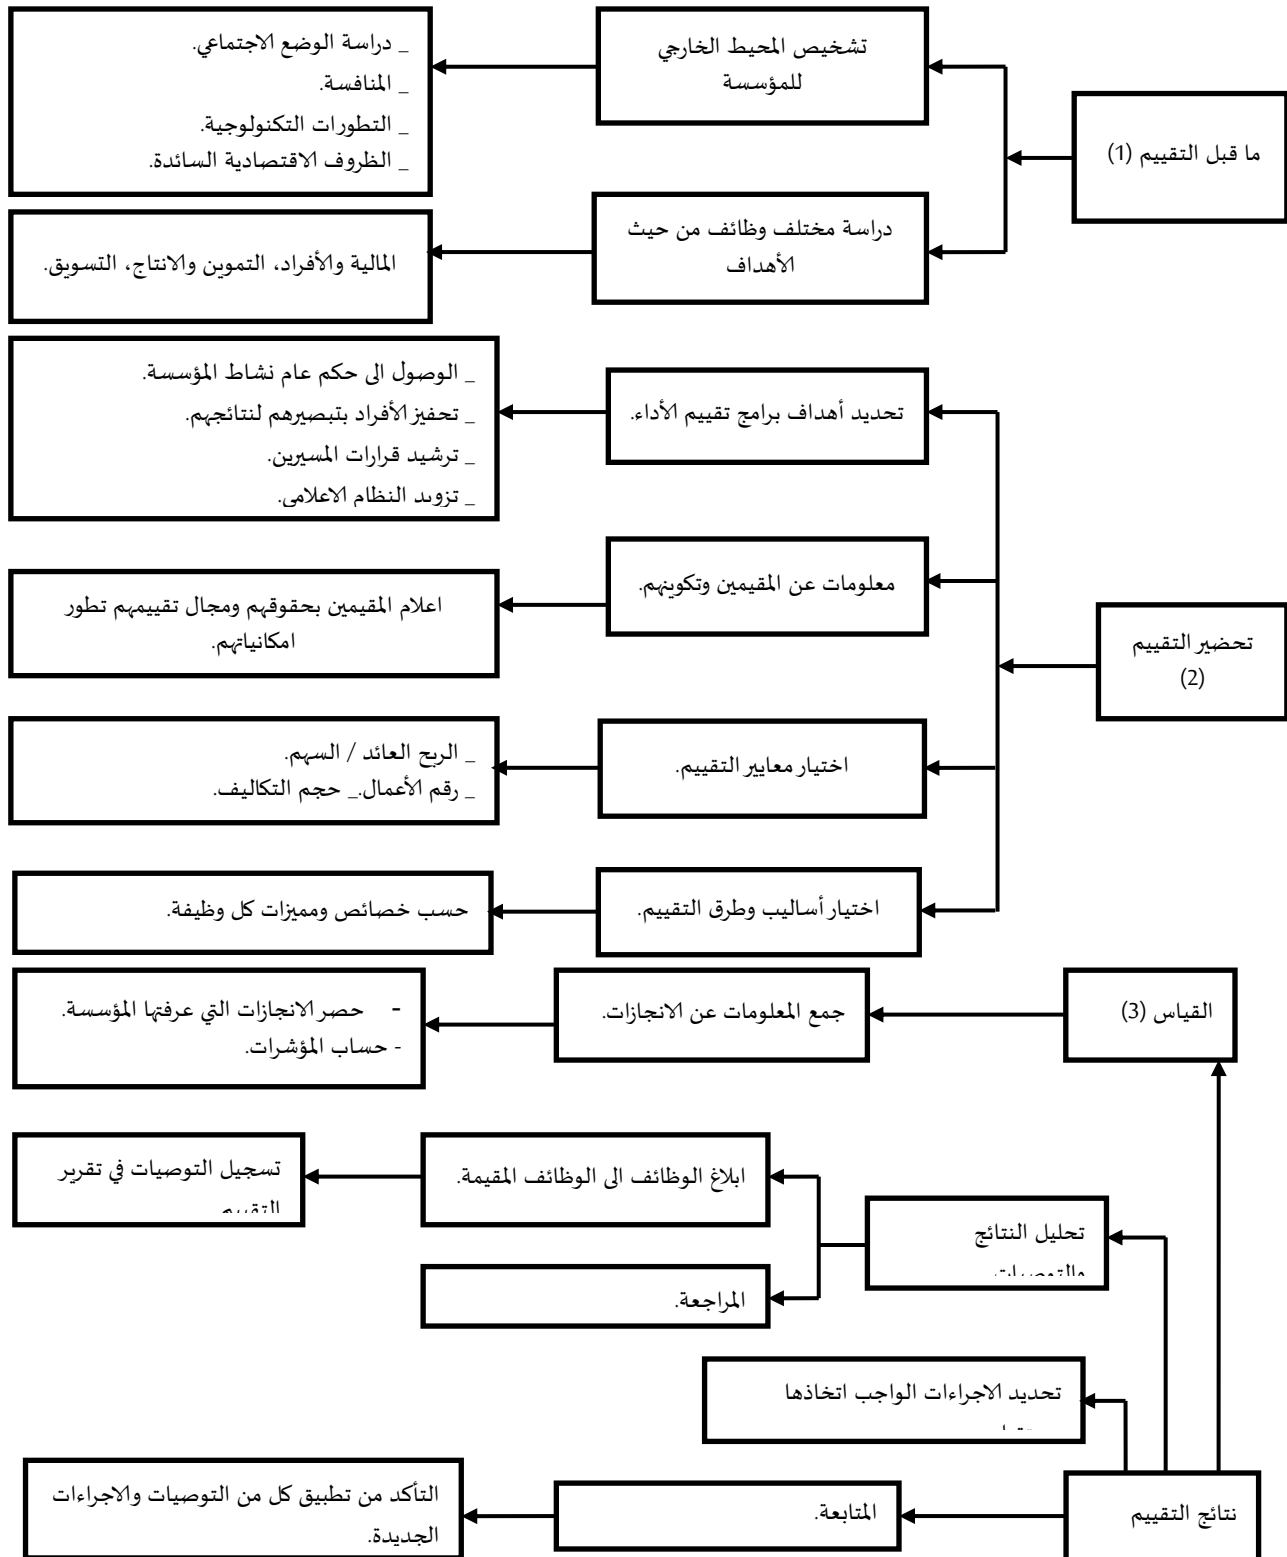 ما قبل التقييم (1)
تشخيص المحيط الخارجي
للمؤسسة
_ دراسة الوضع الاجتماعي.
_ المنافسة.
_ التطورات التكنولوجية.
_ الظروف الاقتصادية السائدة.
دراسة مختلف وظائف من حيث
الأهداف
المالية والأفراد، التموين والانتاج، التسويق.
تحضير التقييم
(2)
تحديد أهداف برامج تقييم الأداء.
_ الوصول الى حكم عام نشاط المؤسسة.
_ تحفيز الأفراد بتبصيرهم لنتائجهم.
_ ترشيد قرارات المسيرين.
_ تزويد النظام الاعلامي.
معلومات عن المقيمين وتكوينهم.
اعلام المقيمين بحقوقهم ومجال تقييمهم تطور
امكانياتهم.
اختيار معايير التقييم.
_ الربح العائد / السهم.
_ رقم الأعمال._ حجم التكاليف.
اختيار أساليب وطرق التقييم.
حسب خصائص ومميزات كل وظيفة.
القياس (3)
جمع المعلومات عن الانجازات.
- حصر الانجازات التي عرفتها المؤسسة.
- حساب المؤشرات.
تحليل النتائج
والتوصيات
ابلاغ الوظائف الى الوظائف المقيمة.
تسجيل التوصيات في تقرير
التقييم
المراجعة.
تحديد الاجراءات الواجب اتخاذها
نتائج التقييم
المتابعة.
التأكد من تطبيق كل من التوصيات والاجراءات
الجديدة.